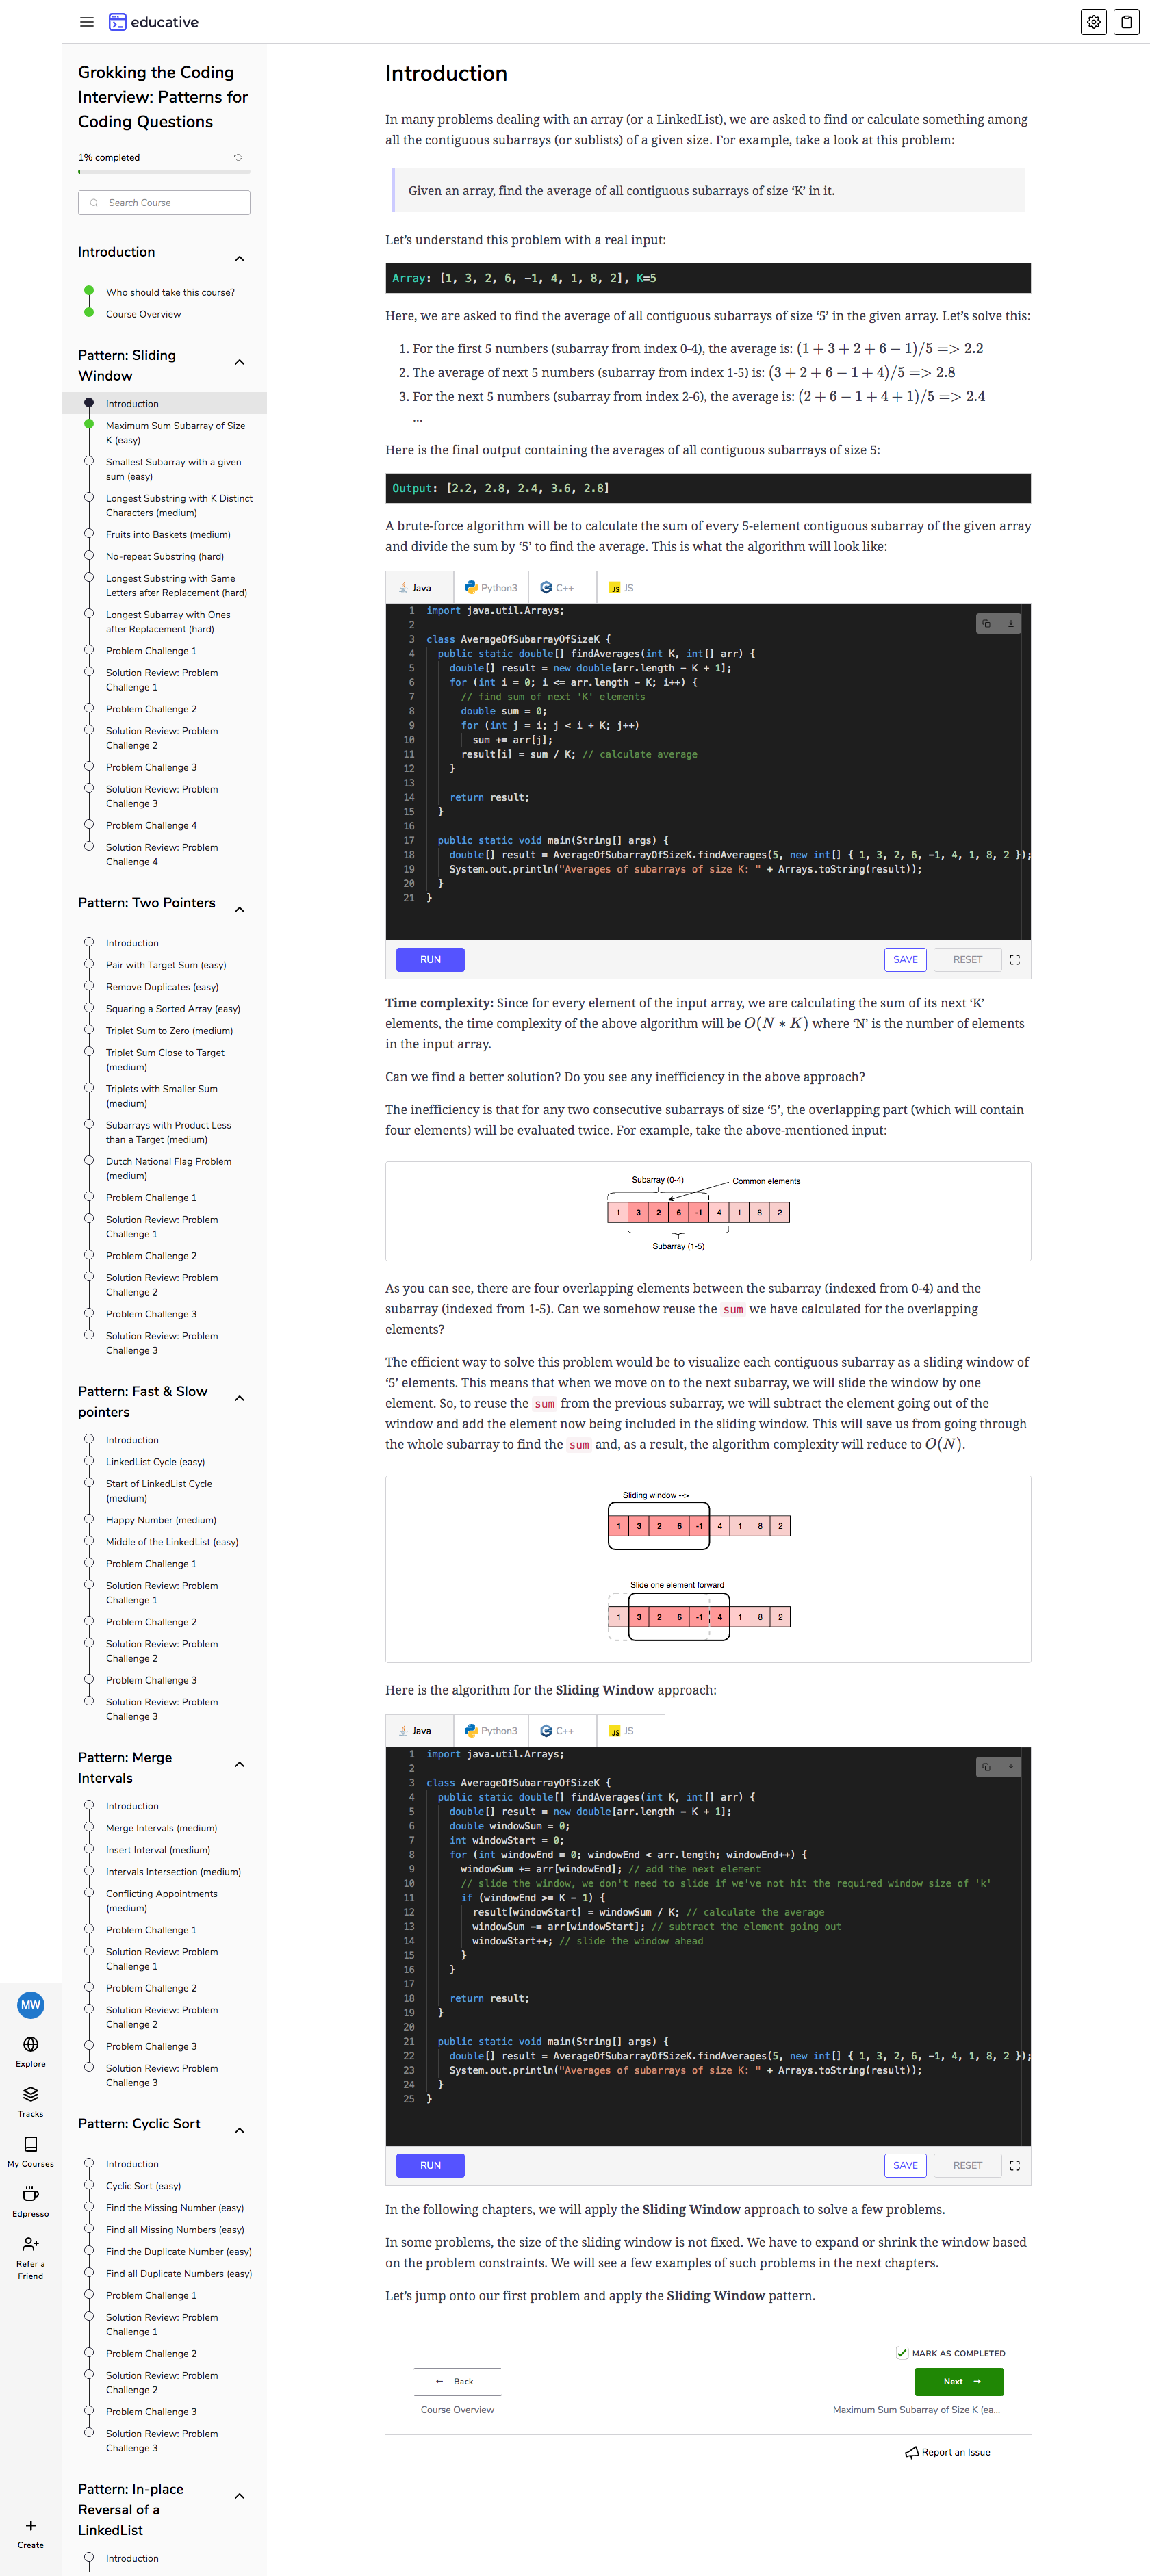 educative
Grokking the Coding
Interview: Patterns for
Coding Questions
1% completed
Search Course
Introduction
Who should take this course?
Course Overview
Pattern: Sliding
Window
Introduction
Maximum Sum Subarray of Size
K (easy)
Smallest Subarray with a given
sum (easy)
Longest Substring with K Distinct
Characters (medium)
Fruits into Baskets (medium)
No-repeat Substring (hard)
Longest Substring with Same
Letters after Replacement (hard)
Longest Subarray with Ones
after Replacement (hard)
Problem Challenge 1
Solution Review: Problem
Challenge 1
Problem Challenge 2
Solution Review: Problem
Challenge 2
Problem Challenge 3
Solution Review: Problem
Challenge 3
Problem Challenge 4
Solution Review: Problem
Challenge 4
Pattern: Two Pointers
Introduction
Pair with Target Sum (easy)
Remove Duplicates (easy)
Squaring a Sorted Array (easy)
Triplet Sum to Zero (medium)
Triplet Sum Close to Target
(medium)
Triplets with Smaller Sum
(medium)
Subarrays with Product Less
than a Target (medium)
Dutch National Flag Problem
(medium)
Problem Challenge 1
Solution Review: Problem
Challenge 1
Problem Challenge 2
Solution Review: Problem
Challenge 2
Problem Challenge 3
Solution Review: Problem
Challenge 3
Pattern: Fast & Slow
pointers
Introduction
LinkedList Cycle (easy)
Start of LinkedList Cycle
(medium)
Happy Number (medium)
Middle of the LinkedList (easy)
Problem Challenge 1
Solution Review: Problem
Challenge 1
Problem Challenge 2
Solution Review: Problem
Challenge 2
Problem Challenge 3
Solution Review: Problem
Challenge 3
Pattern: Merge
Intervals
Introduction
Merge Intervals (medium)
Insert Interval (medium)
Intervals Intersection (medium)
Conflicting Appointments
(medium)
Problem Challenge 1
Solution Review: Problem
Challenge 1
Problem Challenge 2
Solution Review: Problem
Challenge 2
Problem Challenge 3
Solution Review: Problem
Challenge 3
Pattern: Cyclic Sort
Introduction
Cyclic Sort (easy)
Find the Missing Number (easy)
Find all Missing Numbers (easy)
Find the Duplicate Number (easy)
Find all Duplicate Numbers (easy)
Problem Challenge 1
Solution Review: Problem
Challenge 1
Problem Challenge 2
Solution Review: Problem
Challenge 2
Problem Challenge 3
Solution Review: Problem
Challenge 3
Pattern: In-place
Reversal of a
LinkedList
Introduction
MW
Explore
Tracks
My Courses
Edpresso
Refer a
Friend
Create
Introduction
In many problems dealing with an array (or a LinkedList), we are asked to find or calculate something among
all the contiguous subarrays (or sublists) of a given size. For example, take a look at this problem:
Given an array, find the average of all contiguous subarrays of size ‘K’ in it.
Let’s understand this problem with a real input:
Array: [1, 3, 2, 6, -1, 4, 1, 8, 2], K=5
Here, we are asked to find the average of all contiguous subarrays of size ‘5’ in the given array. Let’s solve this:
1. For the first 5 numbers (subarray from index 0-4), the average is: (1 + 3 + 2 + 6 − 1)/5 => 2.2
2. The average of next 5 numbers (subarray from index 1-5) is: (3 + 2 + 6 − 1 + 4)/5 => 2.8
3. For the next 5 numbers (subarray from index 2-6), the average is: (2 + 6 − 1 + 4 + 1)/5 => 2.4
…
Here is the final output containing the averages of all contiguous subarrays of size 5:
Output: [2.2, 2.8, 2.4, 3.6, 2.8]
A brute-force algorithm will be to calculate the sum of every 5-element contiguous subarray of the given array
and divide the sum by ‘5’ to find the average. This is what the algorithm will look like:
Java Python3 C++ JS JS
1 import java.util.Arrays;
2
3 class AverageOfSubarrayOfSizeK {
4 public static double[] findAverages(int K, int[] arr) {
5 double[] result = new double[arr.length - K + 1];
6 for (int i = 0; i <= arr.length - K; i++) {
7 // find sum of next 'K' elements
8 double sum = 0;
9 for (int j = i; j < i + K; j++)
10 sum += arr[j];
11 result[i] = sum / K; // calculate average
12 }
13
14 return result;
15 }
16
17 public static void main(String[] args) {
18 double[] result = AverageOfSubarrayOfSizeK.findAverages(5, new int[] { 1, 3, 2, 6, -1, 4, 1, 8, 2 });
19 System.out.println("Averages of subarrays of size K: " + Arrays.toString(result));
20 }
21 }
RUN SAVE RESET
Time complexity: Since for every element of the input array, we are calculating the sum of its next ‘K’
elements, the time complexity of the above algorithm will be O(N ∗ K) where ‘N’ is the number of elements
in the input array.
Can we find a better solution? Do you see any inefficiency in the above approach?
The inefficiency is that for any two consecutive subarrays of size ‘5’, the overlapping part (which will contain
four elements) will be evaluated twice. For example, take the above-mentioned input:
Subarray (0-4) Common elements
1 3 2 6 -1 4 1 8 2
Subarray (1-5)
As you can see, there are four overlapping elements between the subarray (indexed from 0-4) and the
subarray (indexed from 1-5). Can we somehow reuse the sum we have calculated for the overlapping
elements?
The efficient way to solve this problem would be to visualize each contiguous subarray as a sliding window of
‘5’ elements. This means that when we move on to the next subarray, we will slide the window by one
element. So, to reuse the sum from the previous subarray, we will subtract the element going out of the
window and add the element now being included in the sliding window. This will save us from going through
the whole subarray to find the sum and, as a result, the algorithm complexity will reduce to O(N).
Sliding window -->
1 3 2 6 -1 4 1 8 2
Slide one element forward
1 3 2 6 -1 4 1 8 2
Here is the algorithm for the Sliding Window approach:
Java Python3 C++ JS JS
1 import java.util.Arrays;
2
3 class AverageOfSubarrayOfSizeK {
4 public static double[] findAverages(int K, int[] arr) {
5 double[] result = new double[arr.length - K + 1];
6 double windowSum = 0;
7 int windowStart = 0;
8 for (int windowEnd = 0; windowEnd < arr.length; windowEnd++) {
9 windowSum += arr[windowEnd]; // add the next element
10 // slide the window, we don't need to slide if we've not hit the required window size of 'k'
11 if (windowEnd >= K - 1) {
12 result[windowStart] = windowSum / K; // calculate the average
13 windowSum -= arr[windowStart]; // subtract the element going out
14 windowStart++; // slide the window ahead
15 }
16 }
17
18 return result;
19 }
20
21 public static void main(String[] args) {
22 double[] result = AverageOfSubarrayOfSizeK.findAverages(5, new int[] { 1, 3, 2, 6, -1, 4, 1, 8, 2 });
23 System.out.println("Averages of subarrays of size K: " + Arrays.toString(result));
24 }
25 }
RUN SAVE RESET
In the following chapters, we will apply the Sliding Window approach to solve a few problems.
In some problems, the size of the sliding window is not fixed. We have to expand or shrink the window based
on the problem constraints. We will see a few examples of such problems in the next chapters.
Let’s jump onto our first problem and apply the Sliding Window pattern.
MARK AS COMPLETED
← Back Next →
Course Overview Maximum Sum Subarray of Size K (ea...
Report an Issue